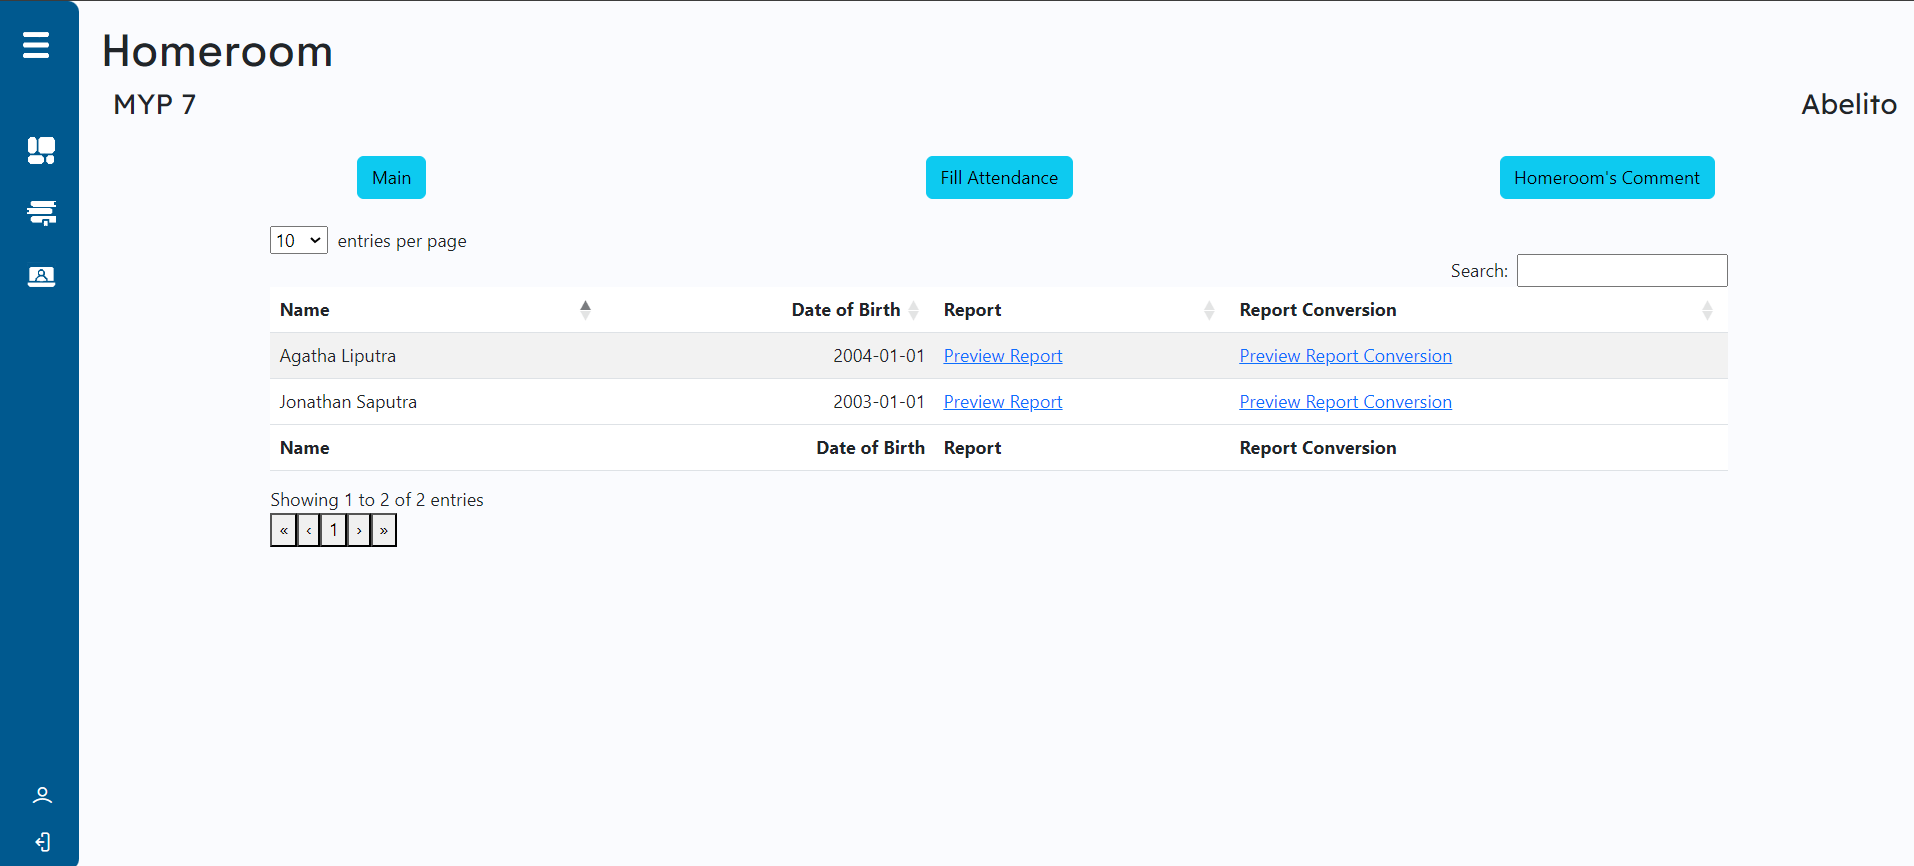 Homeroom
MYP 7 Abelito
Main Fill Attendance Homeroom's Comment
10 entries per page
Search:
Name Date of Birth Report Report Conversion
Agatha Liputra 2004-01-01 Preview Report Preview Report Conversion
Jonathan Saputra 2003-01-01 Preview Report Preview Report Conversion
Name Date of Birth Report Report Conversion
Showing 1 to 2 of 2 entries
« ‹ 1 › »